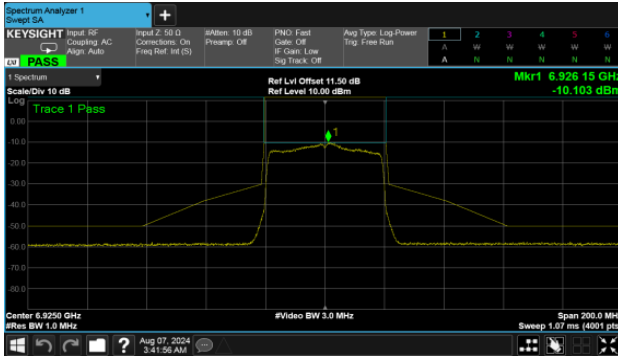 Spectrum Analyzer 1
Swept SA
KEYSIGHT
Input: RF
Coupling: AC
Align: Auto
Input Z: 50 Ω
Corrections: On
Freq Ref: Int (S)
#Atten: 10 dB
Preamp: Off
PNO: Fast
Gate: Off
IF Gain: Low
Sig Track: Off
Avg Type: Log-Power
Trig: Free Run
1 2 3 4 5 6
A W W W W W
A N N N N N
PASS
1 Spectrum
Scale/Div 10 dB
Ref Lvl Offset 11.50 dB
Ref Level 10.00 dBm
Mkr1 6.926 15 GHz
-10.103 dBm
Log
Trace 1 Pass
0.00
-10.0
1
-20.0
-30.0
-40.0
-50.0
-60.0
-70.0
-80.0
Center 6.9250 GHz
#Res BW 1.0 MHz
#Video BW 3.0 MHz
Span 200.0 MHz
Sweep 1.07 ms (4001 pts)
?
Aug 07, 2024
3:41:56 AM